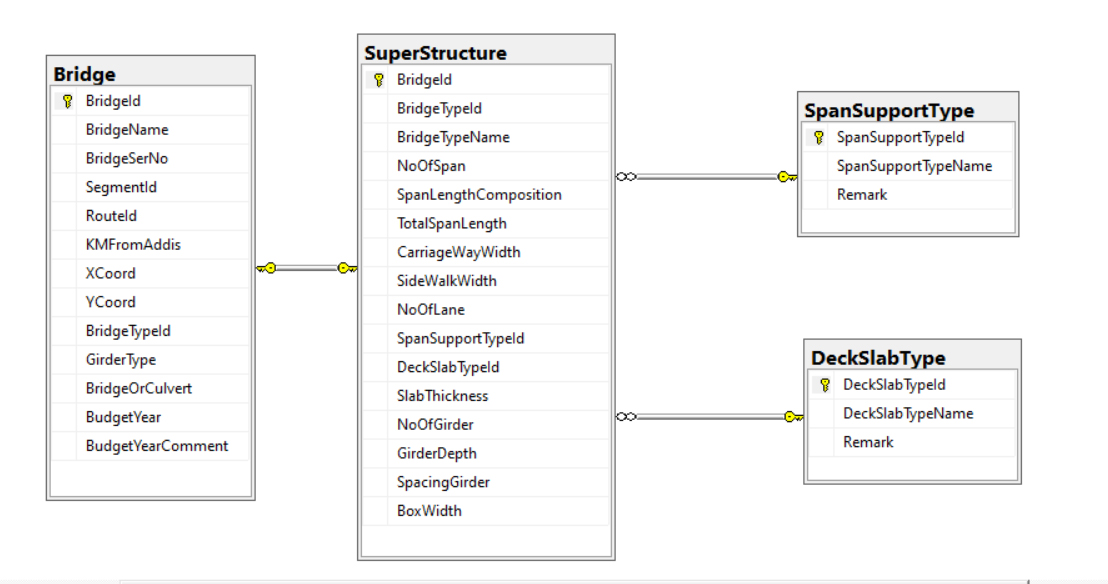 Bridge
BridgeId
BridgeName
BridgeSerNo
SegmentId
RouteId
KMFromAddis
XCoord
YCoord
BridgeTypeId
GirderType
BridgeOrCulvert
BudgetYear
BudgetYearComment
SuperStructure
BridgeId
BridgeTypeId
BridgeTypeName
NoOfSpan
SpanLengthComposition
TotalSpanLength
CarriageWayWidth
SideWalkWidth
NoOfLane
SpanSupportTypeId
DeckSlabTypeId
SlabThickness
NoOfGirder
GirderDepth
SpacingGirder
BoxWidth
SpanSupportType
SpanSupportTypeId
SpanSupportTypeName
Remark
DeckSlabType
DeckSlabTypeId
DeckSlabTypeName
Remark